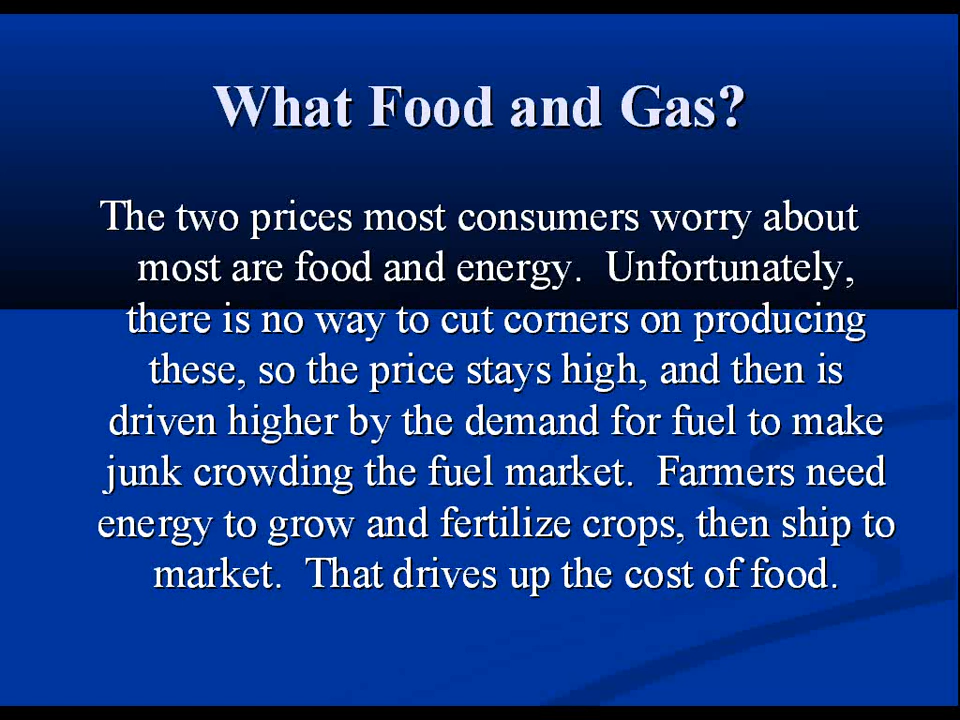 What Food and Gas?
The two prices most consumers worry about
most are food and energy.  Unfortunately,
there is no way to cut corners on producing
these, so the price stays high, and then is
driven higher by the demand for fuel to make
junk crowding the fuel market.  Farmers need
energy to grow and fertilize crops, then ship to
market.  That drives up the cost of food.